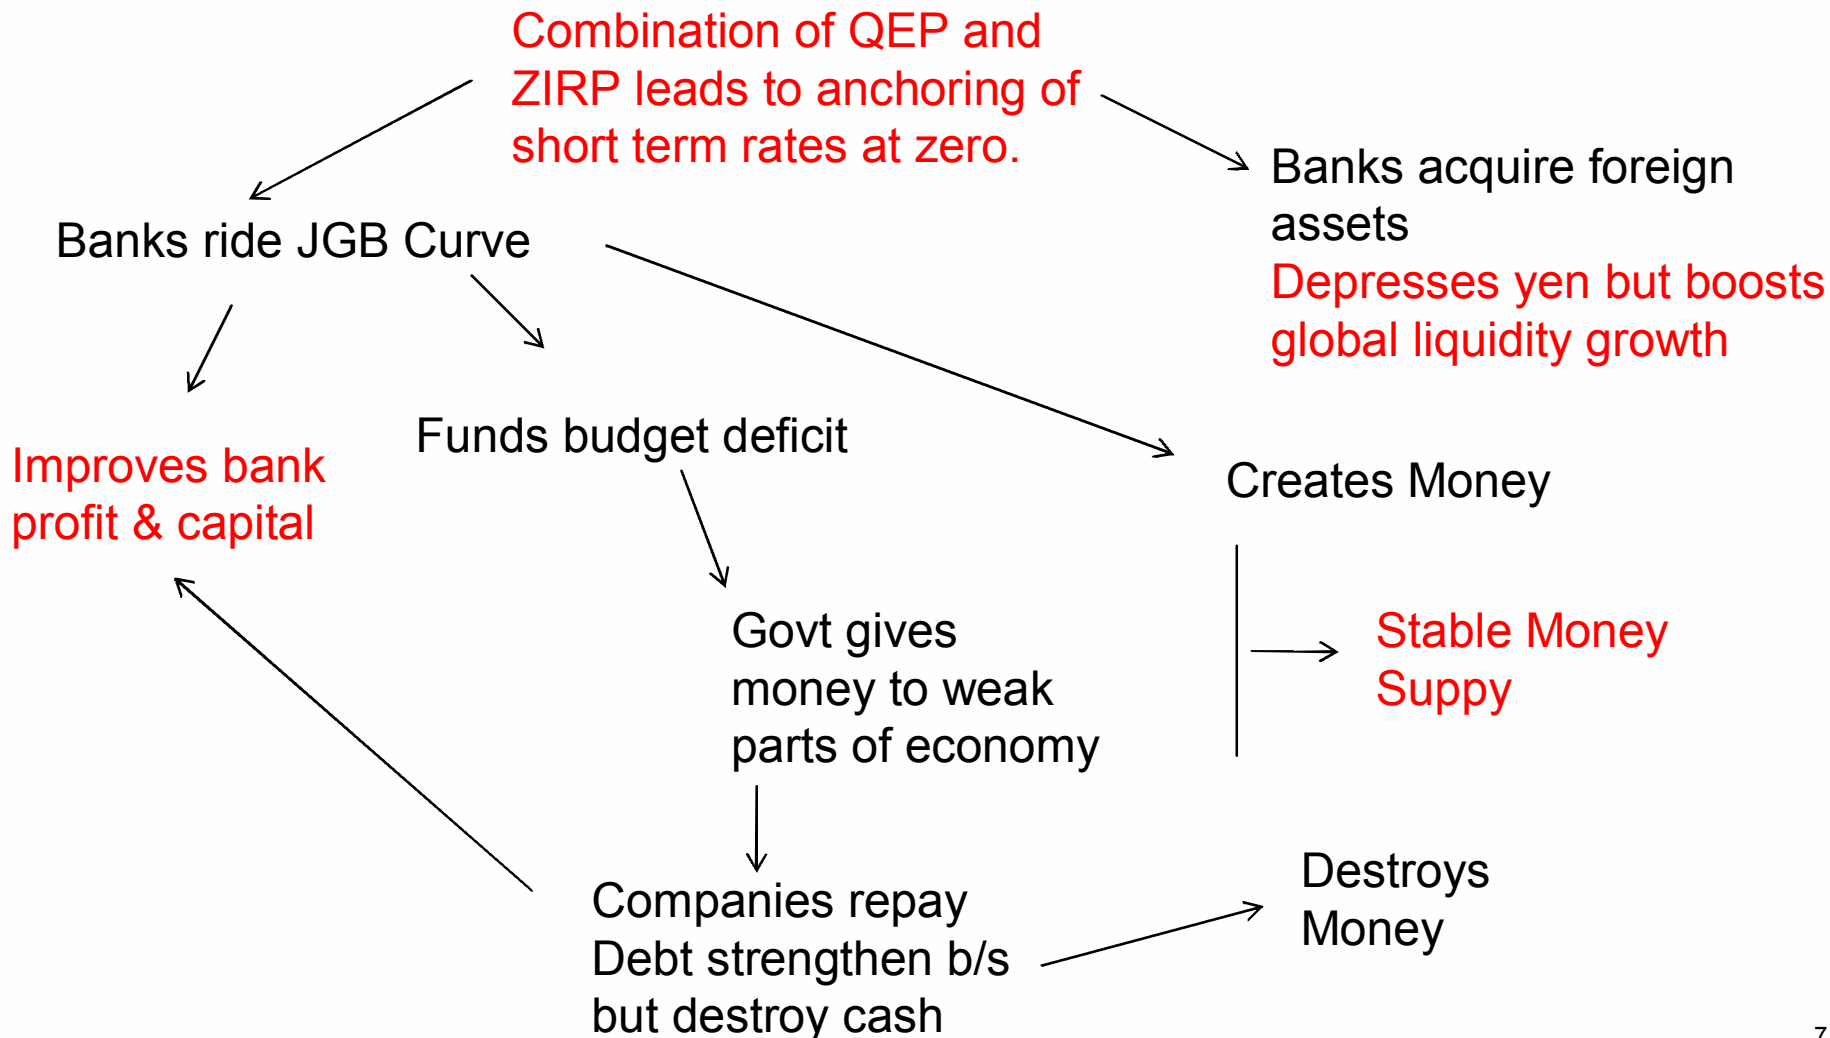 Combination of QEP and
ZIRP leads to anchoring of
short term rates at zero.
Banks ride JGB Curve
Banks acquire foreign
assets
Depresses yen but boosts
global liquidity growth
Improves bank
profit & capital
Funds budget deficit
Creates Money
Govt gives
money to weak
parts of economy
Stable Money
Suppy
Companies repay
Debt strengthen b/s
but destroy cash
Destroys
Money
7